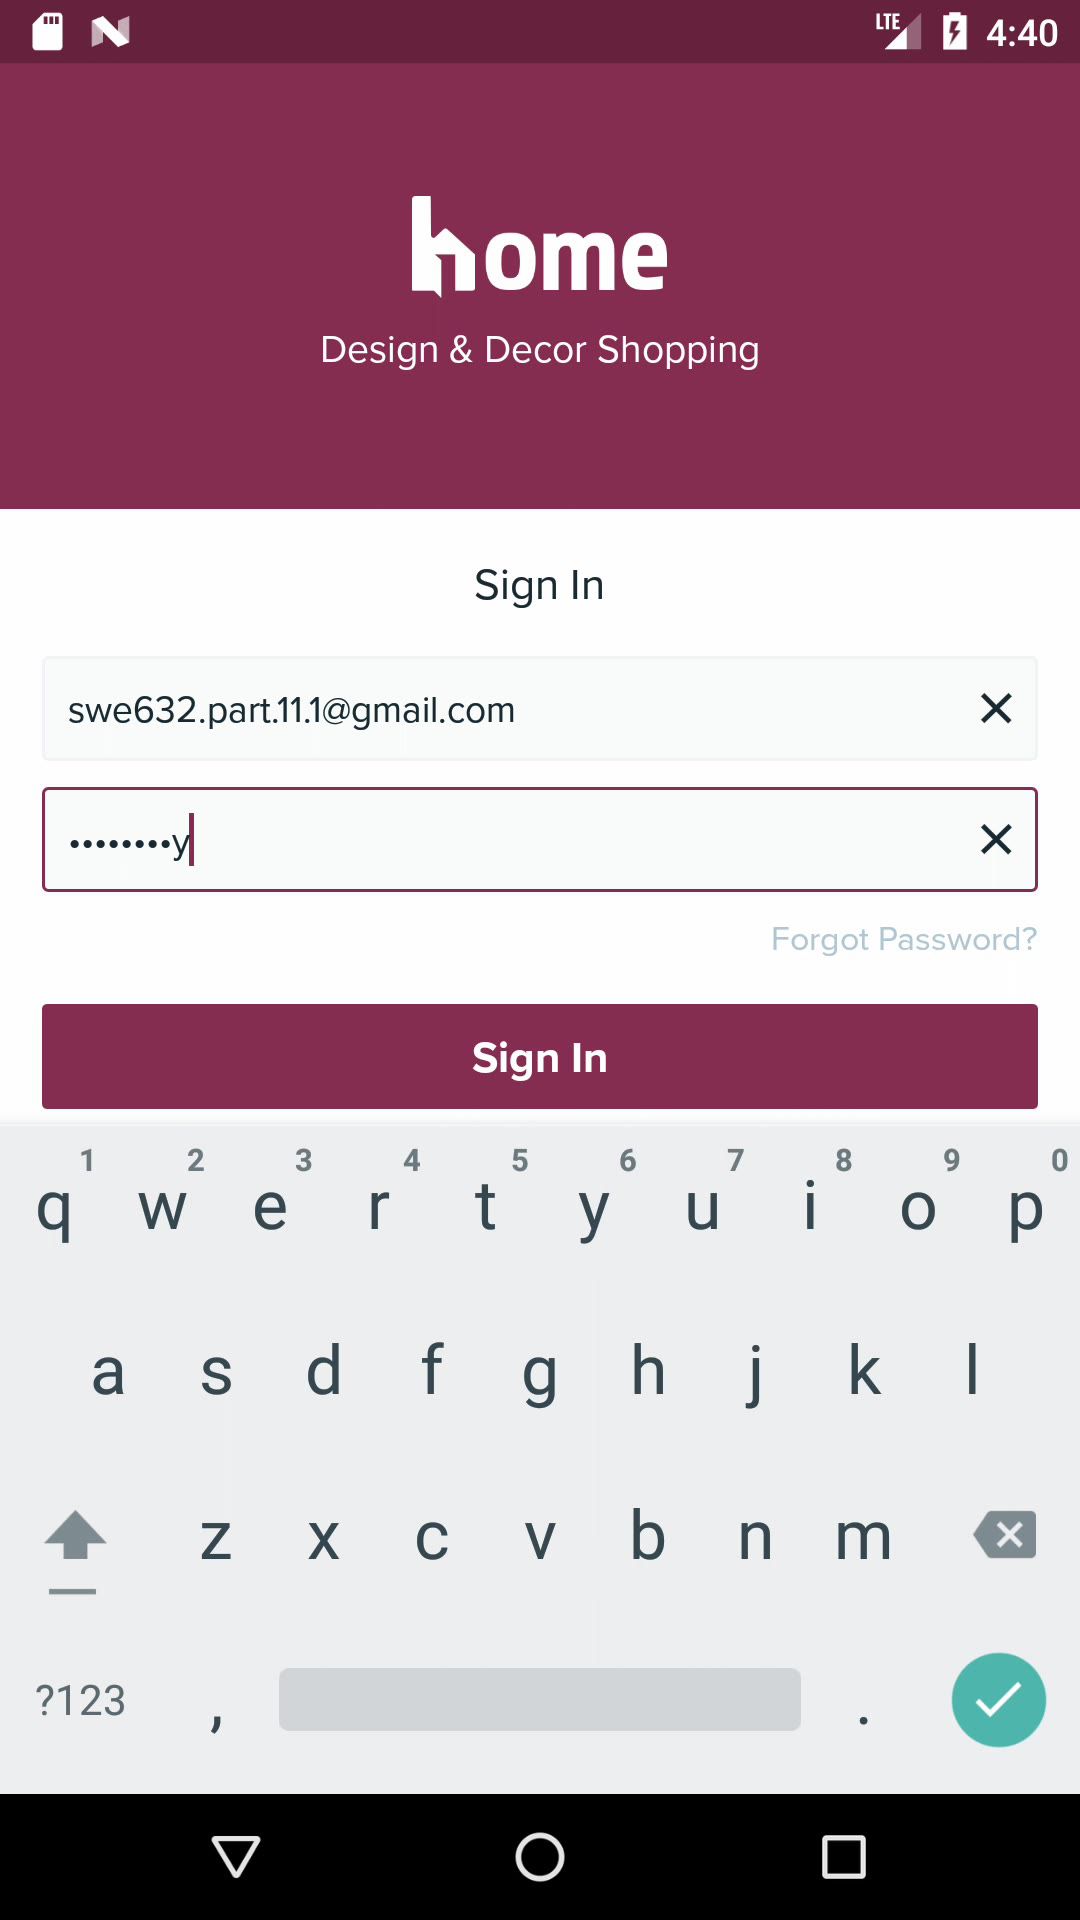 LTE 4:40
home
Design & Decor Shopping
Sign In
swe632.part.11.1@gmail.com
••••••••y
Forgot Password?
Sign In
1 2 3 4 5 6 7 8 9 0
q w e r t y u i o p
a s d f g h j k l
z x c v b n m
?123 , .